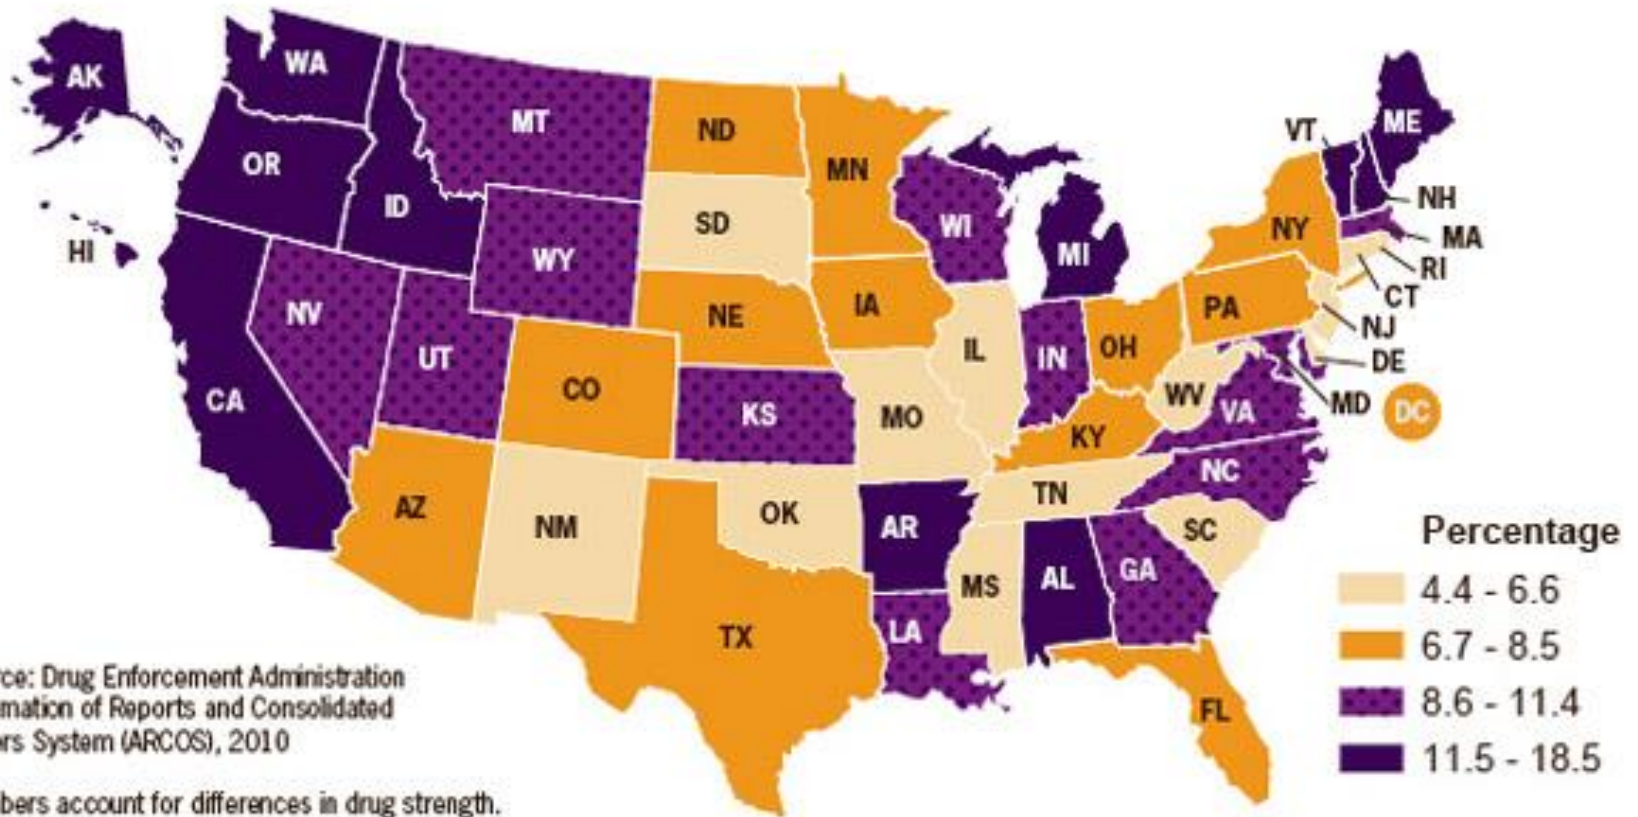 AK
WA
MT
ND
MN
VT
ME
OR
ID
SD
WI
MI
NY
NH
MA
HI
WY
RI
NV
NE
IA
PA
CT
UT
IL
IN
OH
NJ
CO
DE
CA
KS
MO
WV
VA
MD
DC
KY
NC
AZ
NM
OK
TN
AR
SC
MS
AL
GA
TX
LA
FL
Percentage
4.4 - 6.6
6.7 - 8.5
8.6 - 11.4
11.5 - 18.5
rce: Drug Enforcement Administration
mation of Reports and Consolidated
ers System (ARCOS), 2010
bers account for differences in drug strength.